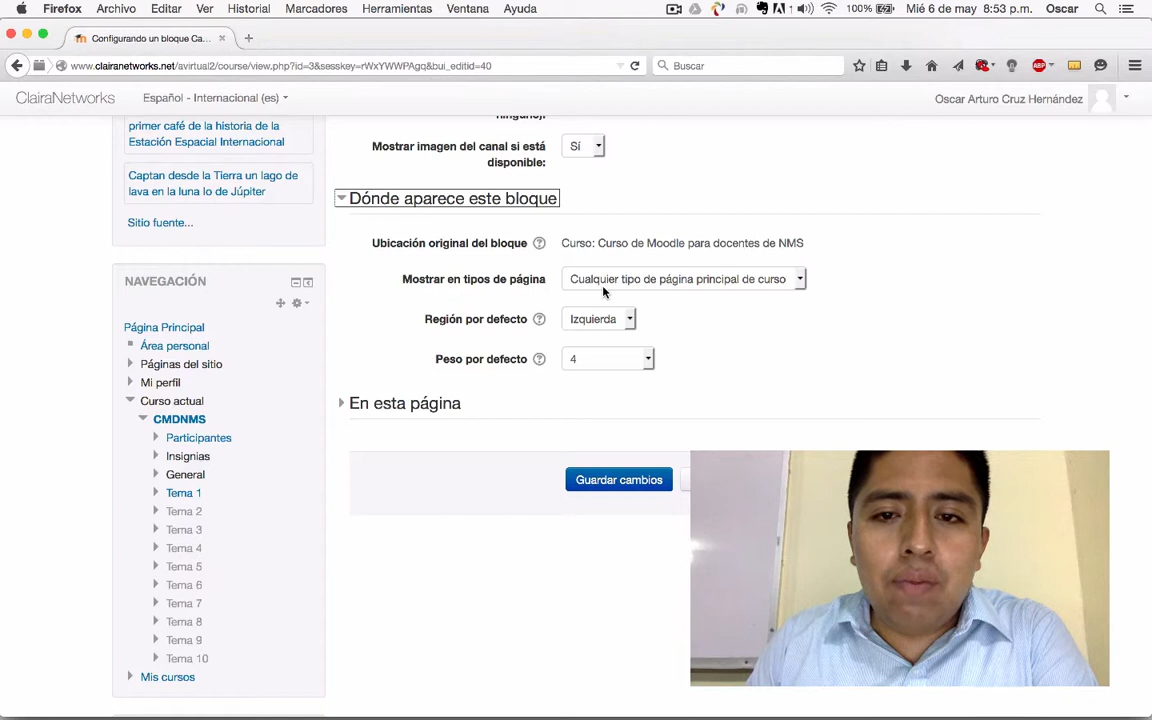 Firefox Archivo Editar Ver Historial Marcadores Herramientas Ventana Ayuda 100% Mié 6 de may 8:53 p.m. Oscar
Configurando un bloque Ca...
www.clairanetworks.net/avirtual2/course/view.php?id=3&sesskey=rWxYWWPAgq&bui_editid=40
Buscar
ABP
ClairaNetworks Español - Internacional (es) Oscar Arturo Cruz Hernández
primer café de la historia de la
Estación Espacial Internacional
Captan desde la Tierra un lago de
lava en la luna Io de Júpiter
Sitio fuente...
NAVEGACIÓN
Página Principal
Área personal
Páginas del sitio
Mi perfil
Curso actual
CMDNMS
Participantes
Insignias
General
Tema 1
Tema 2
Tema 3
Tema 4
Tema 5
Tema 6
Tema 7
Tema 8
Tema 9
Tema 10
Mis cursos
Mostrar imagen del canal si está
disponible:
Sí
Dónde aparece este bloque
Ubicación original del bloque Curso: Curso de Moodle para docentes de NMS
Mostrar en tipos de página Cualquier tipo de página principal de curso
Región por defecto Izquierda
Peso por defecto 4
En esta página
Guardar cambios